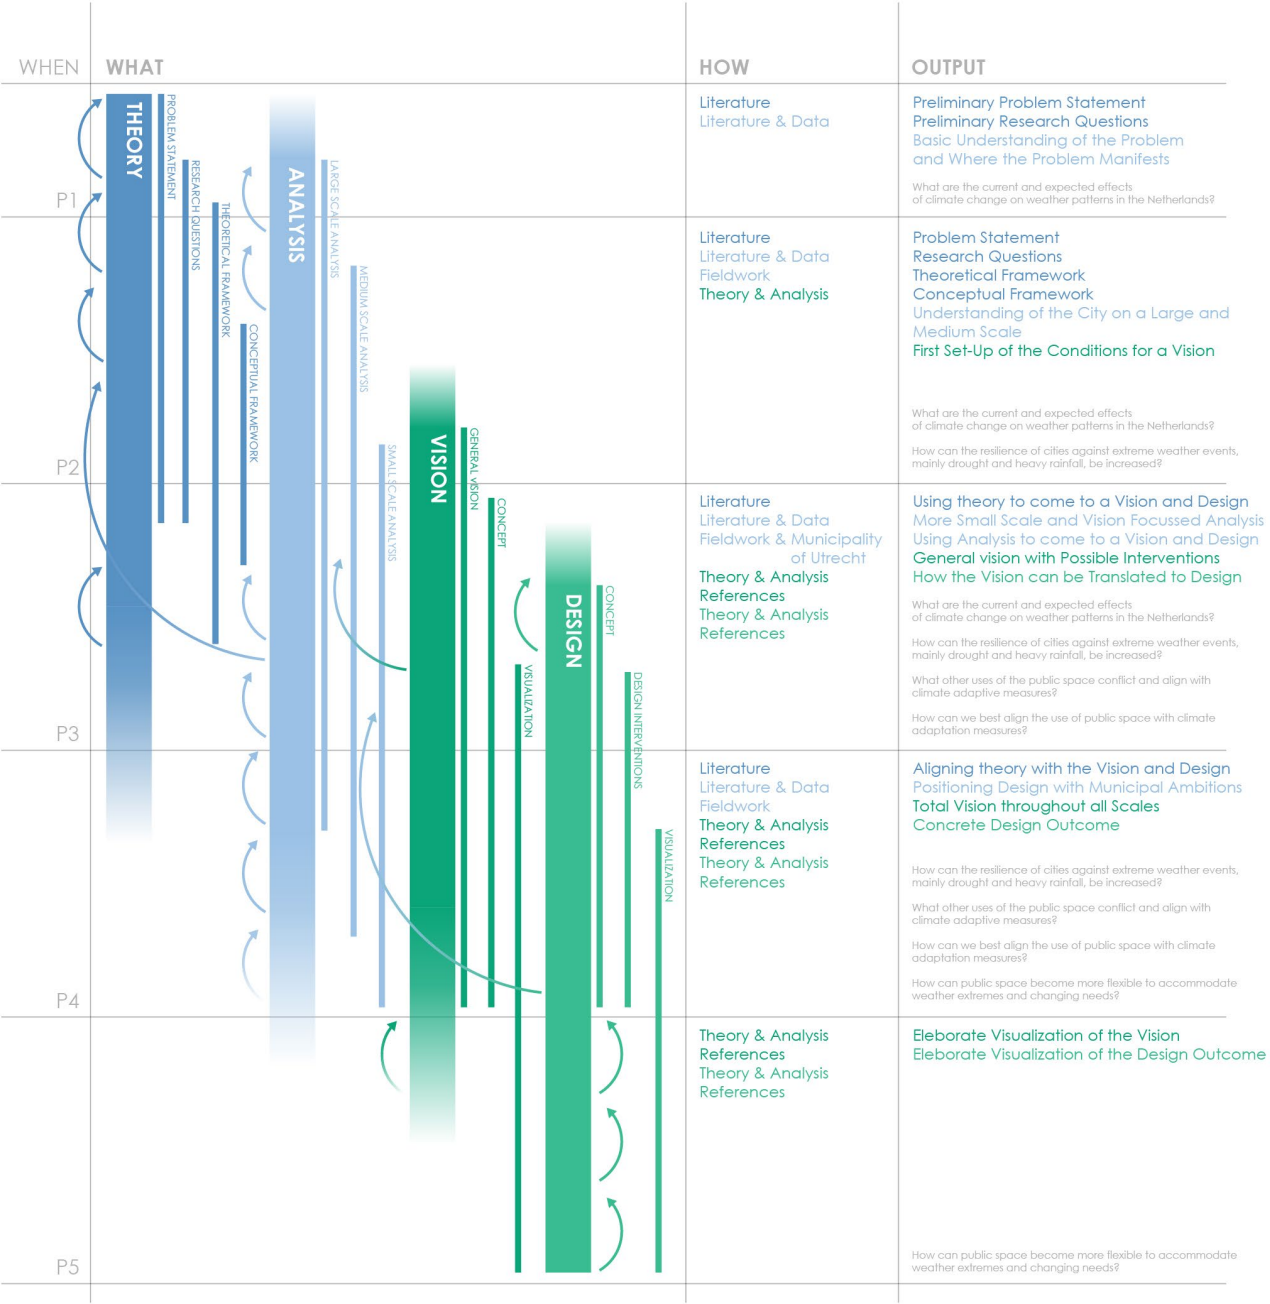 WHEN
WHAT
HOW
OUTPUT
THEORY
PROBLEM STATEMENT
RESEARCH QUESTIONS
THEORETICAL FRAMEWORK
CONCEPTUAL FRAMEWORK
ANALYSIS
LARGE SCALE ANALYSIS
MEDIUM SCALE ANALYSIS
SMALL SCALE ANALYSIS
VISION
GENERAL VISION
CONCEPT
VISUALIZATION
DESIGN
CONCEPT
DESIGN INTERVENTIONS
VISUALIZATION
P1
Literature
Literature & Data
Preliminary Problem Statement
Preliminary Research Questions
Basic Understanding of the Problem
and Where the Problem Manifests
What are the current and expected effects
of climate change on weather patterns in the Netherlands?
P2
Literature
Literature & Data
Fieldwork
Theory & Analysis
Problem Statement
Research Questions
Theoretical Framework
Conceptual Framework
Understanding of the City on a Large and
Medium Scale
First Set-Up of the Conditions for a Vision
What are the current and expected effects
of climate change on weather patterns in the Netherlands?
How can the resilience of cities against extreme weather events,
mainly drought and heavy rainfall, be increased?
P3
Literature
Literature & Data
Fieldwork & Municipality
of Utrecht
Theory & Analysis
References
Theory & Analysis
References
Using theory to come to a Vision and Design
More Small Scale and Vision Focussed Analysis
Using Analysis to come to a Vision and Design
General vision with Possible Interventions
How the Vision can be Translated to Design
What are the current and expected effects
of climate change on weather patterns in the Netherlands?
How can the resilience of cities against extreme weather events,
mainly drought and heavy rainfall, be increased?
What other uses of the public space conflict and align with
climate adaptive measures?
How can we best align the use of public space with climate
adaptation measures?
P4
Literature
Literature & Data
Fieldwork
Theory & Analysis
References
Theory & Analysis
References
Aligning theory with the Vision and Design
Positioning Design with Municipal Ambitions
Total Vision throughout all Scales
Concrete Design Outcome
How can the resilience of cities against extreme weather events,
mainly drought and heavy rainfall, be increased?
What other uses of the public space conflict and align with
climate adaptive measures?
How can we best align the use of public space with climate
adaptation measures?
How can public space become more flexible to accommodate
weather extremes and changing needs?
P5
Theory & Analysis
References
Theory & Analysis
References
Eleborate Visualization of the Vision
Eleborate Visualization of the Design Outcome
How can public space become more flexible to accommodate
weather extremes and changing needs?